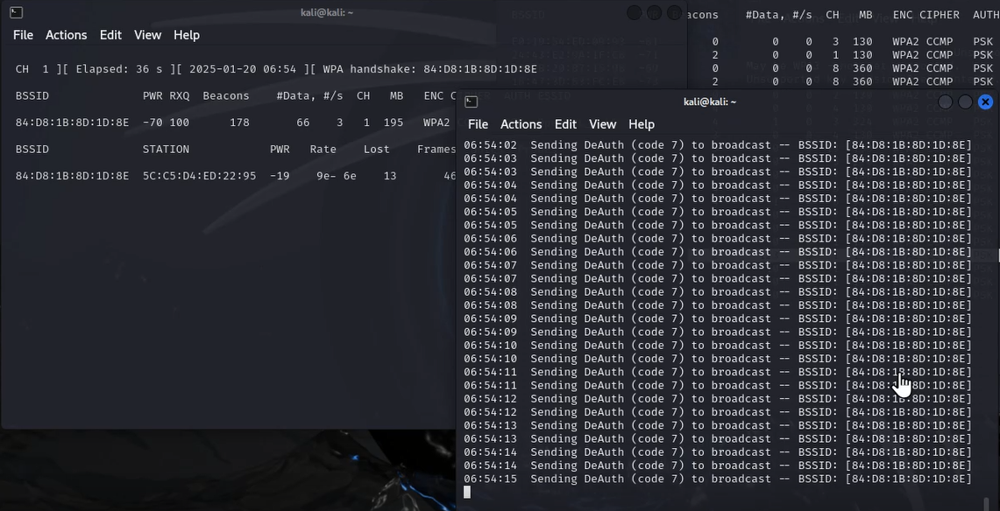 kali@kali: ~
File Actions Edit View Help
CH 1 ][ Elapsed: 36 s ][ 2025-01-20 06:54 ][ WPA handshake: 84:D8:1B:8D:1D:8E
BSSID PWR RXQ Beacons #Data, #/s CH MB ENC C
84:D8:1B:8D:1D:8E -70 100 178 66 3 1 195 WPA2
BSSID STATION PWR Rate Lost Frames
84:D8:1B:8D:1D:8E 5C:C5:D4:ED:22:95 -19 9e- 6e 13 46
acons #Data, #/s CH MB ENC CIPHER AUTH
0 0 0 3 130 WPA2 CCMP PSK
2 0 0 1 130 WPA2 CCMP PSK
0 0 0 8 360 WPA2 CCMP PSK
2 0 0 8 360 WPA2 CCMP PSK
kali@kali: ~
File Actions Edit View Help
06:54:02 Sending DeAuth (code 7) to broadcast -- BSSID: [84:D8:1B:8D:1D:8E]
06:54:03 Sending DeAuth (code 7) to broadcast -- BSSID: [84:D8:1B:8D:1D:8E]
06:54:03 Sending DeAuth (code 7) to broadcast -- BSSID: [84:D8:1B:8D:1D:8E]
06:54:04 Sending DeAuth (code 7) to broadcast -- BSSID: [84:D8:1B:8D:1D:8E]
06:54:04 Sending DeAuth (code 7) to broadcast -- BSSID: [84:D8:1B:8D:1D:8E]
06:54:05 Sending DeAuth (code 7) to broadcast -- BSSID: [84:D8:1B:8D:1D:8E]
06:54:05 Sending DeAuth (code 7) to broadcast -- BSSID: [84:D8:1B:8D:1D:8E]
06:54:06 Sending DeAuth (code 7) to broadcast -- BSSID: [84:D8:1B:8D:1D:8E]
06:54:06 Sending DeAuth (code 7) to broadcast -- BSSID: [84:D8:1B:8D:1D:8E]
06:54:07 Sending DeAuth (code 7) to broadcast -- BSSID: [84:D8:1B:8D:1D:8E]
06:54:07 Sending DeAuth (code 7) to broadcast -- BSSID: [84:D8:1B:8D:1D:8E]
06:54:08 Sending DeAuth (code 7) to broadcast -- BSSID: [84:D8:1B:8D:1D:8E]
06:54:08 Sending DeAuth (code 7) to broadcast -- BSSID: [84:D8:1B:8D:1D:8E]
06:54:09 Sending DeAuth (code 7) to broadcast -- BSSID: [84:D8:1B:8D:1D:8E]
06:54:09 Sending DeAuth (code 7) to broadcast -- BSSID: [84:D8:1B:8D:1D:8E]
06:54:10 Sending DeAuth (code 7) to broadcast -- BSSID: [84:D8:1B:8D:1D:8E]
06:54:10 Sending DeAuth (code 7) to broadcast -- BSSID: [84:D8:1B:8D:1D:8E]
06:54:11 Sending DeAuth (code 7) to broadcast -- BSSID: [84:D8:1B:8D:1D:8E]
06:54:11 Sending DeAuth (code 7) to broadcast -- BSSID: [84:D8:1B:8D:1D:8E]
06:54:12 Sending DeAuth (code 7) to broadcast -- BSSID: [84:D8:1B:8D:1D:8E]
06:54:12 Sending DeAuth (code 7) to broadcast -- BSSID: [84:D8:1B:8D:1D:8E]
06:54:13 Sending DeAuth (code 7) to broadcast -- BSSID: [84:D8:1B:8D:1D:8E]
06:54:13 Sending DeAuth (code 7) to broadcast -- BSSID: [84:D8:1B:8D:1D:8E]
06:54:14 Sending DeAuth (code 7) to broadcast -- BSSID: [84:D8:1B:8D:1D:8E]
06:54:14 Sending DeAuth (code 7) to broadcast -- BSSID: [84:D8:1B:8D:1D:8E]
06:54:15 Sending DeAuth (code 7) to broadcast -- BSSID: [84:D8:1B:8D:1D:8E]